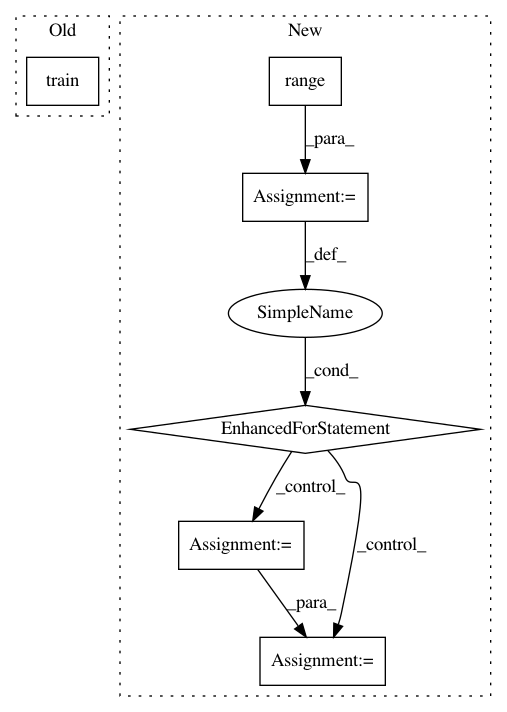 Old
New
train
range
_para_
Assignment:=
_def_
SimpleName
_cond_
EnhancedForStatement
_control_
_control_
Assignment:=
_para_
Assignment:=